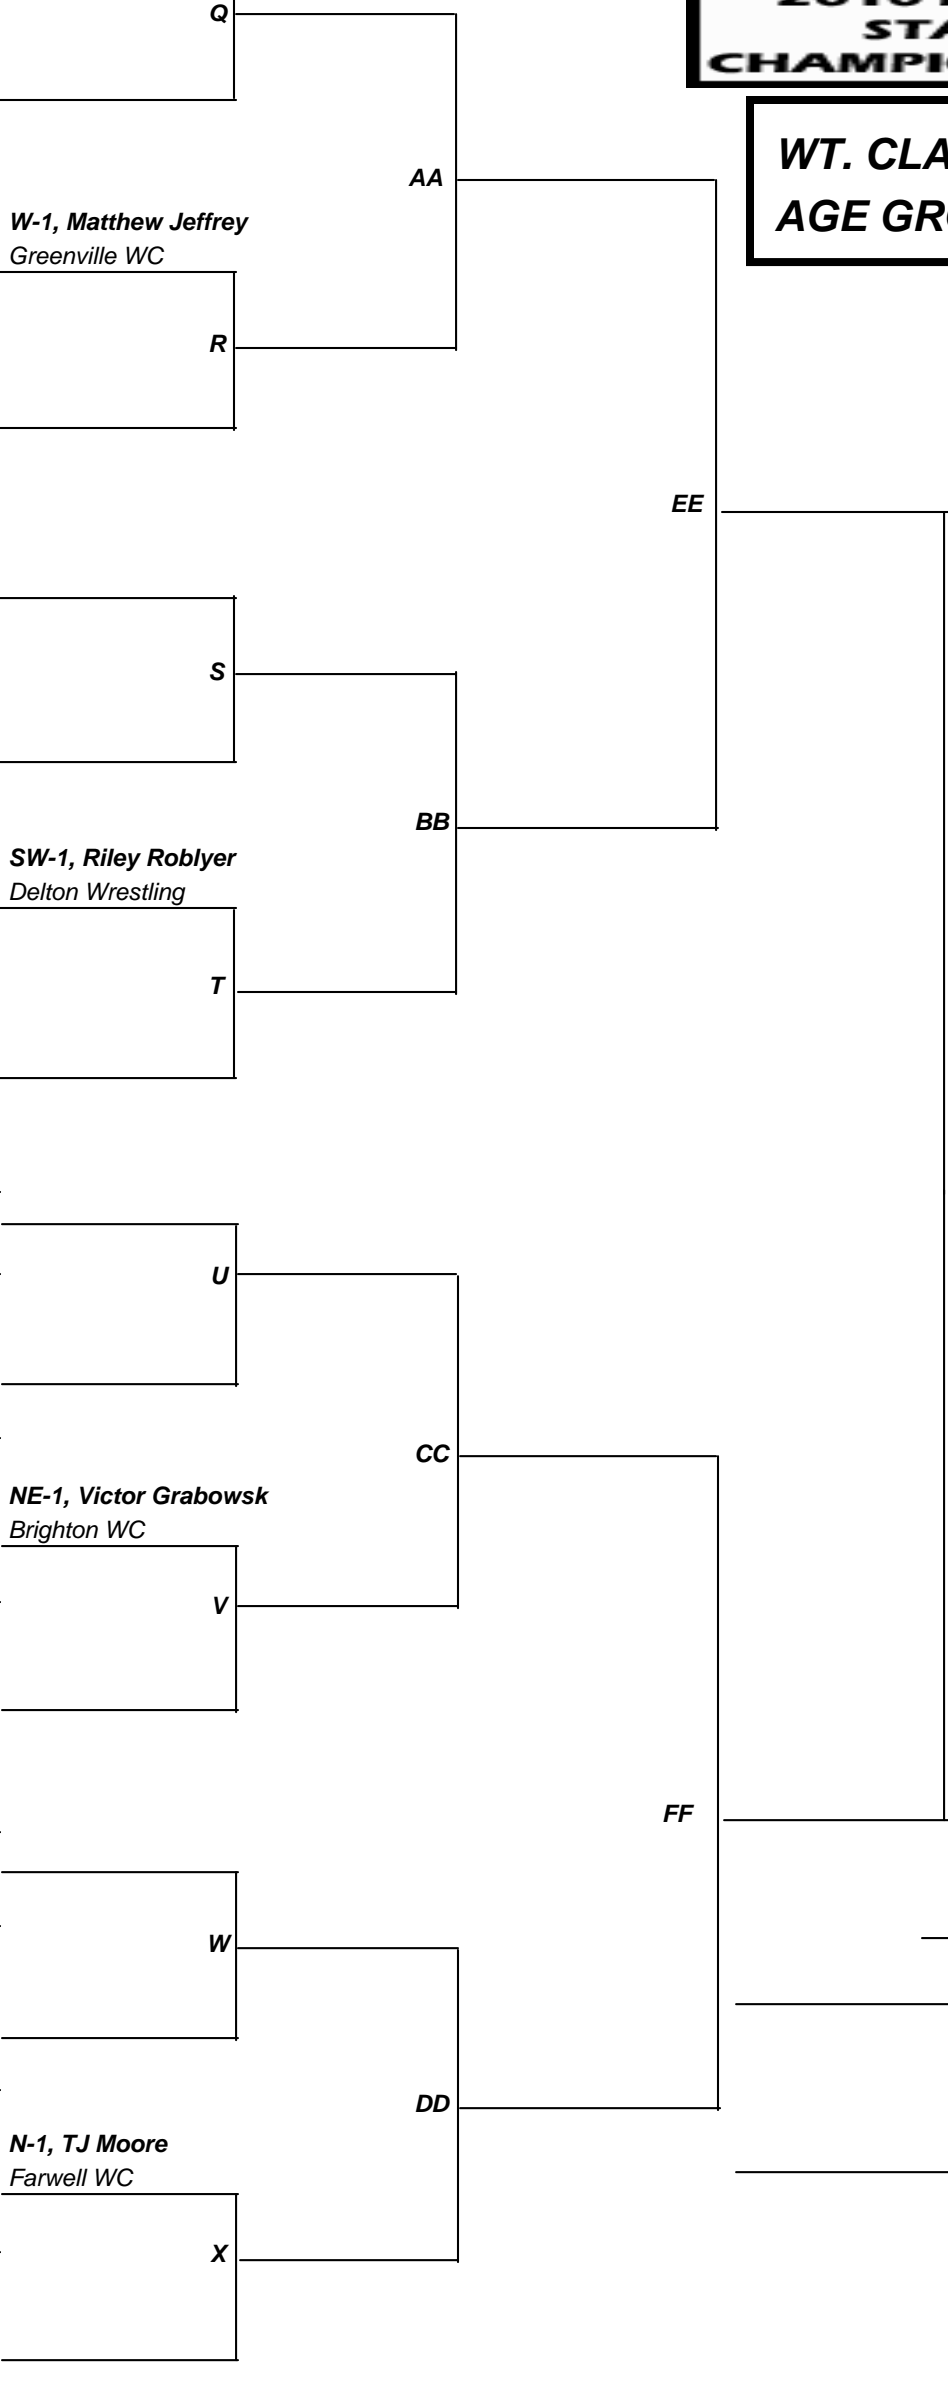 Q
STA
CHAMPI
WT. CLA
AGE GR
AA
W-1, Matthew Jeffrey
Greenville WC
R
EE
S
BB
SW-1, Riley Roblyer
Delton Wrestling
T
U
CC
NE-1, Victor Grabowsk
Brighton WC
V
FF
W
DD
N-1, TJ Moore
Farwell WC
X